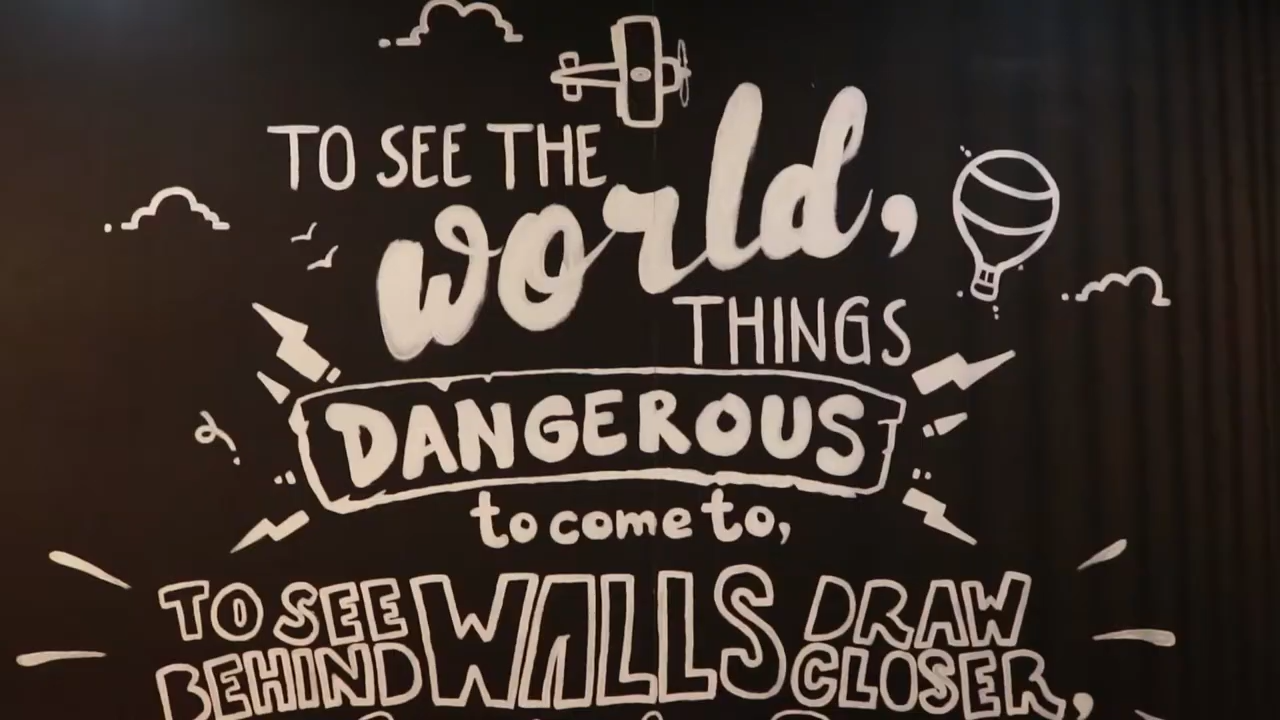 TO SEE THE
world,
THINGS
DANGEROUS
to come to,
TO SEE
BEHIND WALLS DRAW
CLOSER,